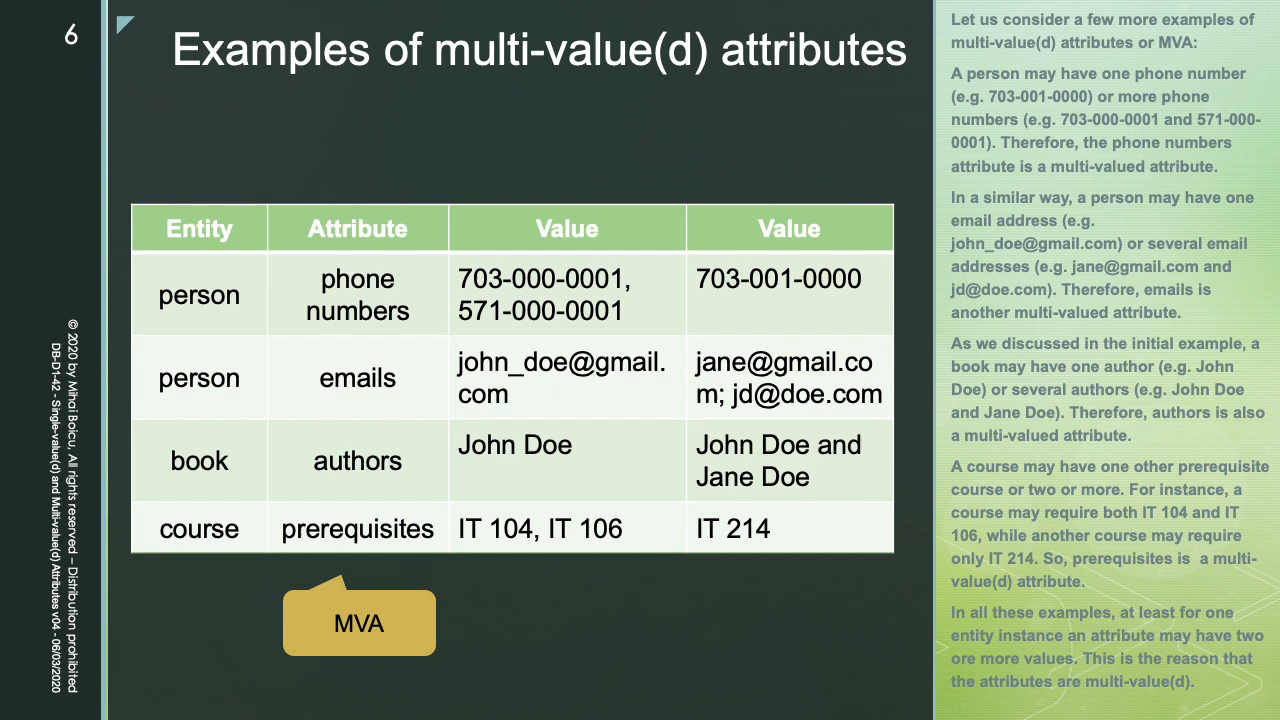 6
Examples of multi-value(d) attributes
Entity Attribute Value Value
person phone numbers 703-000-0001, 571-000-0001 703-001-0000
person emails john_doe@gmail.com jane@gmail.com; jd@doe.com
book authors John Doe John Doe and Jane Doe
course prerequisites IT 104, IT 106 IT 214
MVA
© 2020 by Mihai Boicu, All rights reserved – Distribution prohibited
DB-D1-42 - Single-value(d) and Multi-value(d) Attributes v04 - 06/03/2020
Let us consider a few more examples of
multi-value(d) attributes or MVA:
A person may have one phone number
(e.g. 703-001-0000) or more phone
numbers (e.g. 703-000-0001 and 571-000-
0001). Therefore, the phone numbers
attribute is a multi-valued attribute.
In a similar way, a person may have one
email address (e.g.
john_doe@gmail.com) or several email
addresses (e.g. jane@gmail.com and
jd@doe.com). Therefore, emails is
another multi-valued attribute.
As we discussed in the initial example, a
book may have one author (e.g. John
Doe) or several authors (e.g. John Doe
and Jane Doe). Therefore, authors is also
a multi-valued attribute.
A course may have one other prerequisite
course or two or more. For instance, a
course may require both IT 104 and IT
106, while another course may require
only IT 214. So, prerequisites is  a multi-
value(d) attribute.
In all these examples, at least for one
entity instance an attribute may have two
ore more values. This is the reason that
the attributes are multi-value(d).